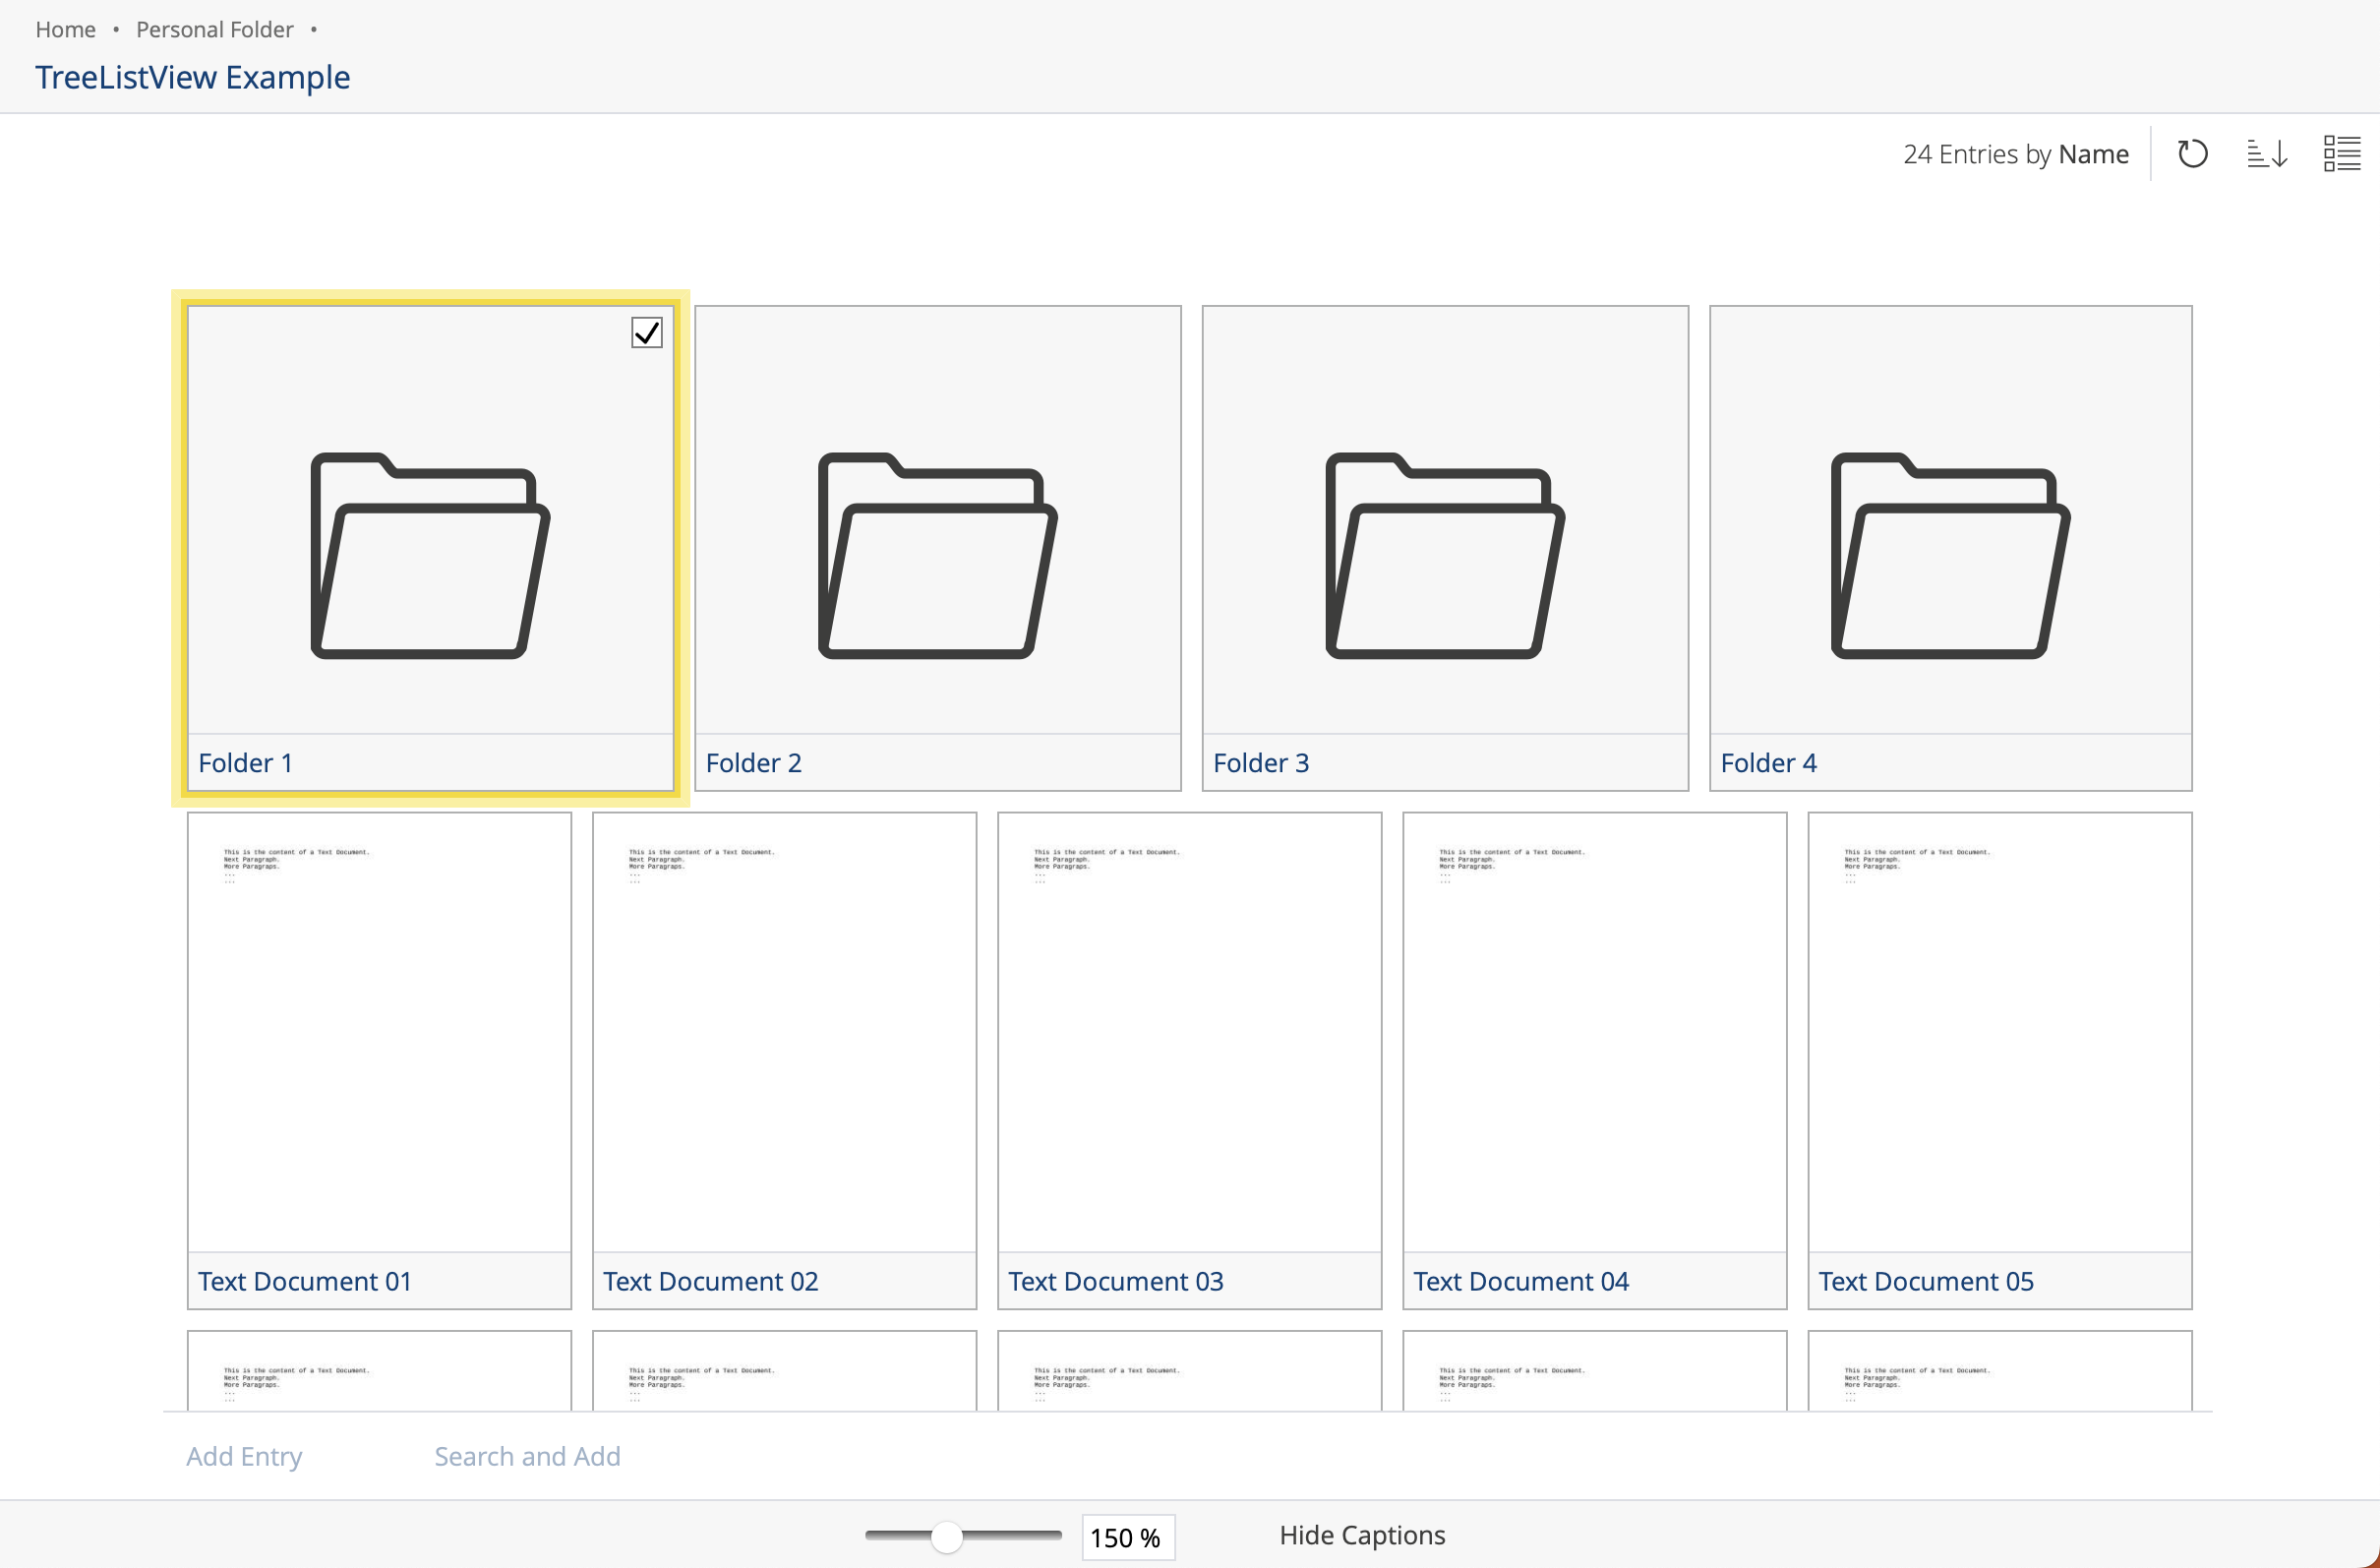 Home • Personal Folder •
TreeListView Example
24 Entries by Name
Folder 1
Folder 2
Folder 3
Folder 4
This is the content of a Text Document.
Next Paragraph.
More Paragraps.
...
...
This is the content of a Text Document.
Next Paragraph.
More Paragraps.
...
...
This is the content of a Text Document.
Next Paragraph.
More Paragraps.
...
...
This is the content of a Text Document.
Next Paragraph.
More Paragraps.
...
...
This is the content of a Text Document.
Next Paragraph.
More Paragraps.
...
...
Text Document 01
Text Document 02
Text Document 03
Text Document 04
Text Document 05
This is the content of a Text Document.
Next Paragraph.
More Paragraps.
...
...
This is the content of a Text Document.
Next Paragraph.
More Paragraps.
...
...
This is the content of a Text Document.
Next Paragraph.
More Paragraps.
...
...
This is the content of a Text Document.
Next Paragraph.
More Paragraps.
...
...
This is the content of a Text Document.
Next Paragraph.
More Paragraps.
...
...
Add Entry
Search and Add
150 %
Hide Captions